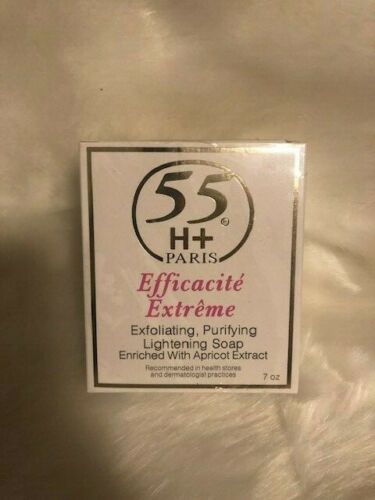 55
H+
PARIS
Efficacité
Extrême
Exfoliating, Purifying
Lightening Soap
Enriched With Apricot Extract
Recommended in health stores
and dermatologist practices
7 oz